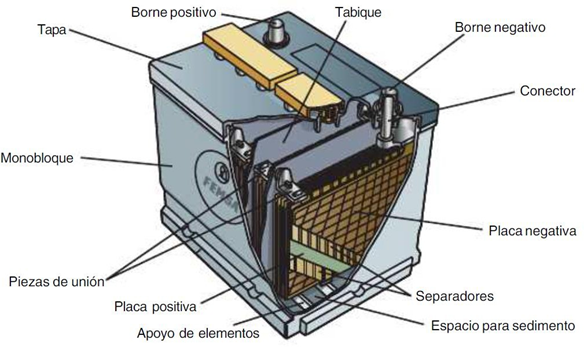 Borne positivo
Tabique
Tapa
Borne negativo
Conector
Monobloque
FEMSA
Placa negativa
Piezas de unión
Placa positiva
Separadores
Apoyo de elementos
Espacio para sedimento